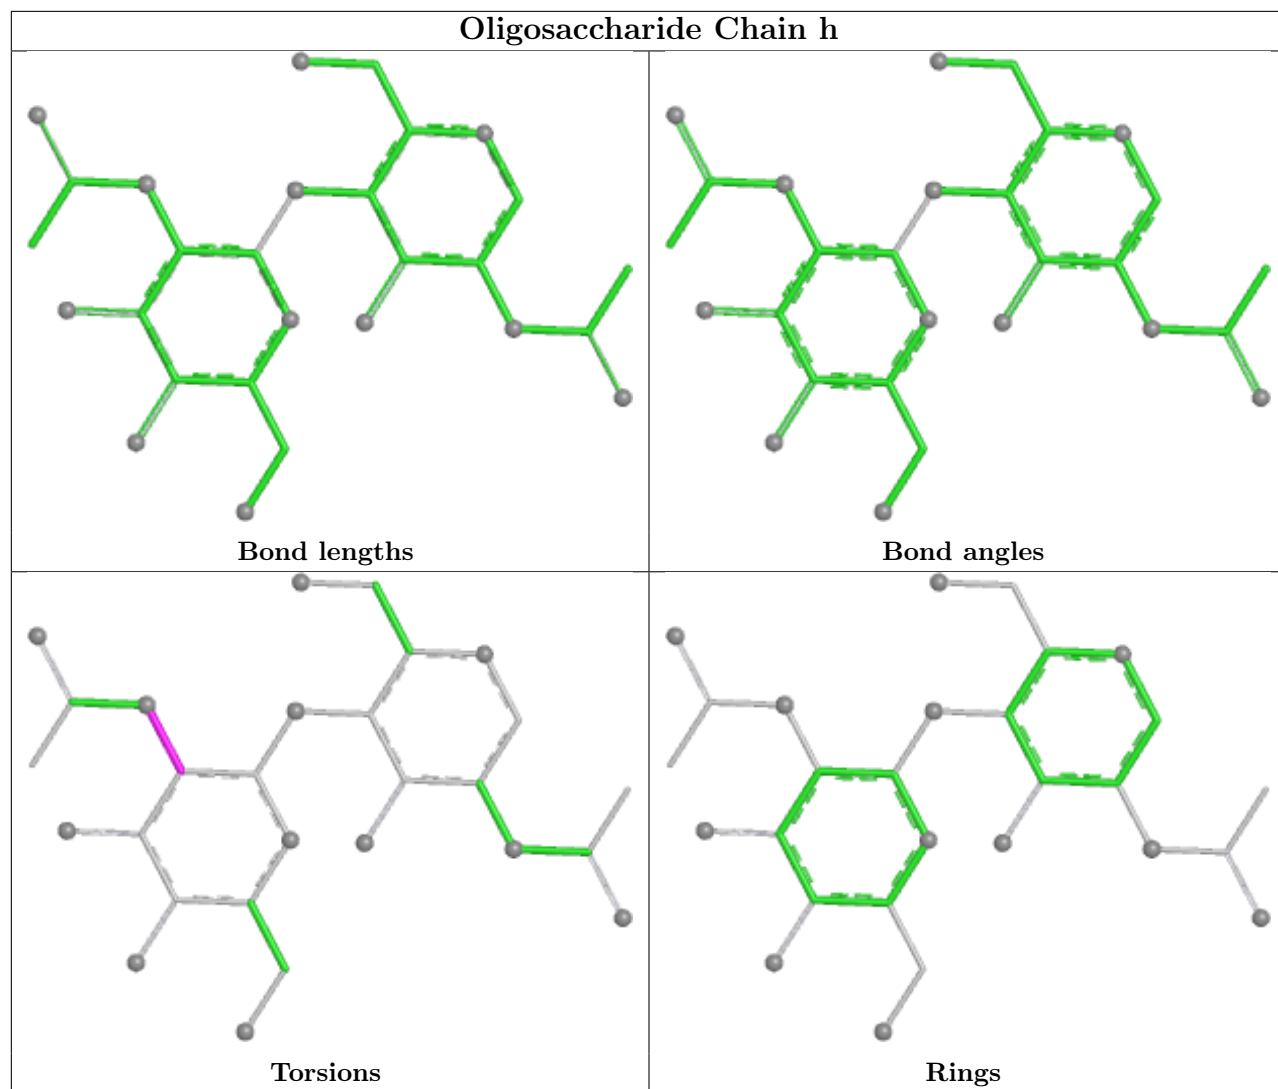 Oligosaccharide Chain h
Bond lengths
Bond angles
Torsions
Rings